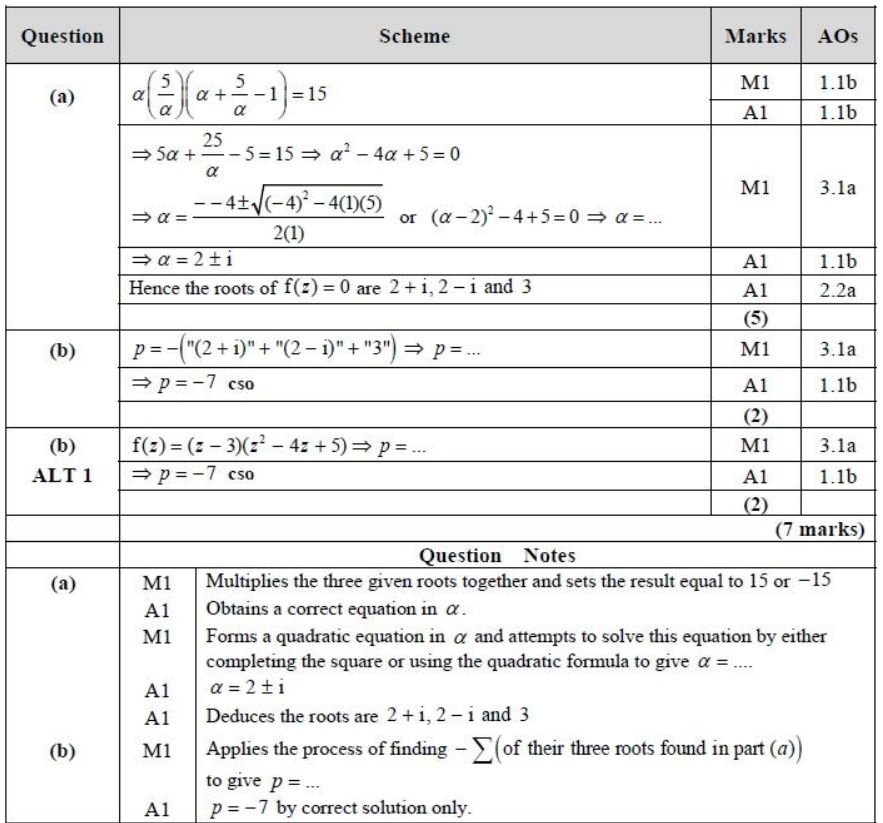 Question Scheme Marks AOs
(a) α(5/α)(α + 5/α − 1) = 15 M1 1.1b
A1 1.1b
⇒ 5α + 25/α − 5 = 15 ⇒ α² − 4α + 5 = 0
⇒ α = (− −4 ± √((−4)² − 4(1)(5)))/2(1) or (α − 2)² − 4 + 5 = 0 ⇒ α = ... M1 3.1a
⇒ α = 2 ± i A1 1.1b
Hence the roots of f(z) = 0 are 2 + i, 2 − i and 3 A1 2.2a
(5)
(b) p = −("(2 + i)" + "(2 − i)" + "3") ⇒ p = ... M1 3.1a
⇒ p = −7 cso A1 1.1b
(2)
(b) f(z) = (z − 3)(z² − 4z + 5) ⇒ p = ... M1 3.1a
ALT 1 ⇒ p = −7 cso A1 1.1b
(2)
(7 marks)
Question Notes
(a) M1 Multiplies the three given roots together and sets the result equal to 15 or −15
A1 Obtains a correct equation in α.
M1 Forms a quadratic equation in α and attempts to solve this equation by either
completing the square or using the quadratic formula to give α = ....
A1 α = 2 ± i
A1 Deduces the roots are 2 + i, 2 − i and 3
(b) M1 Applies the process of finding − ∑(of their three roots found in part (a))
to give p = ...
A1 p = −7 by correct solution only.